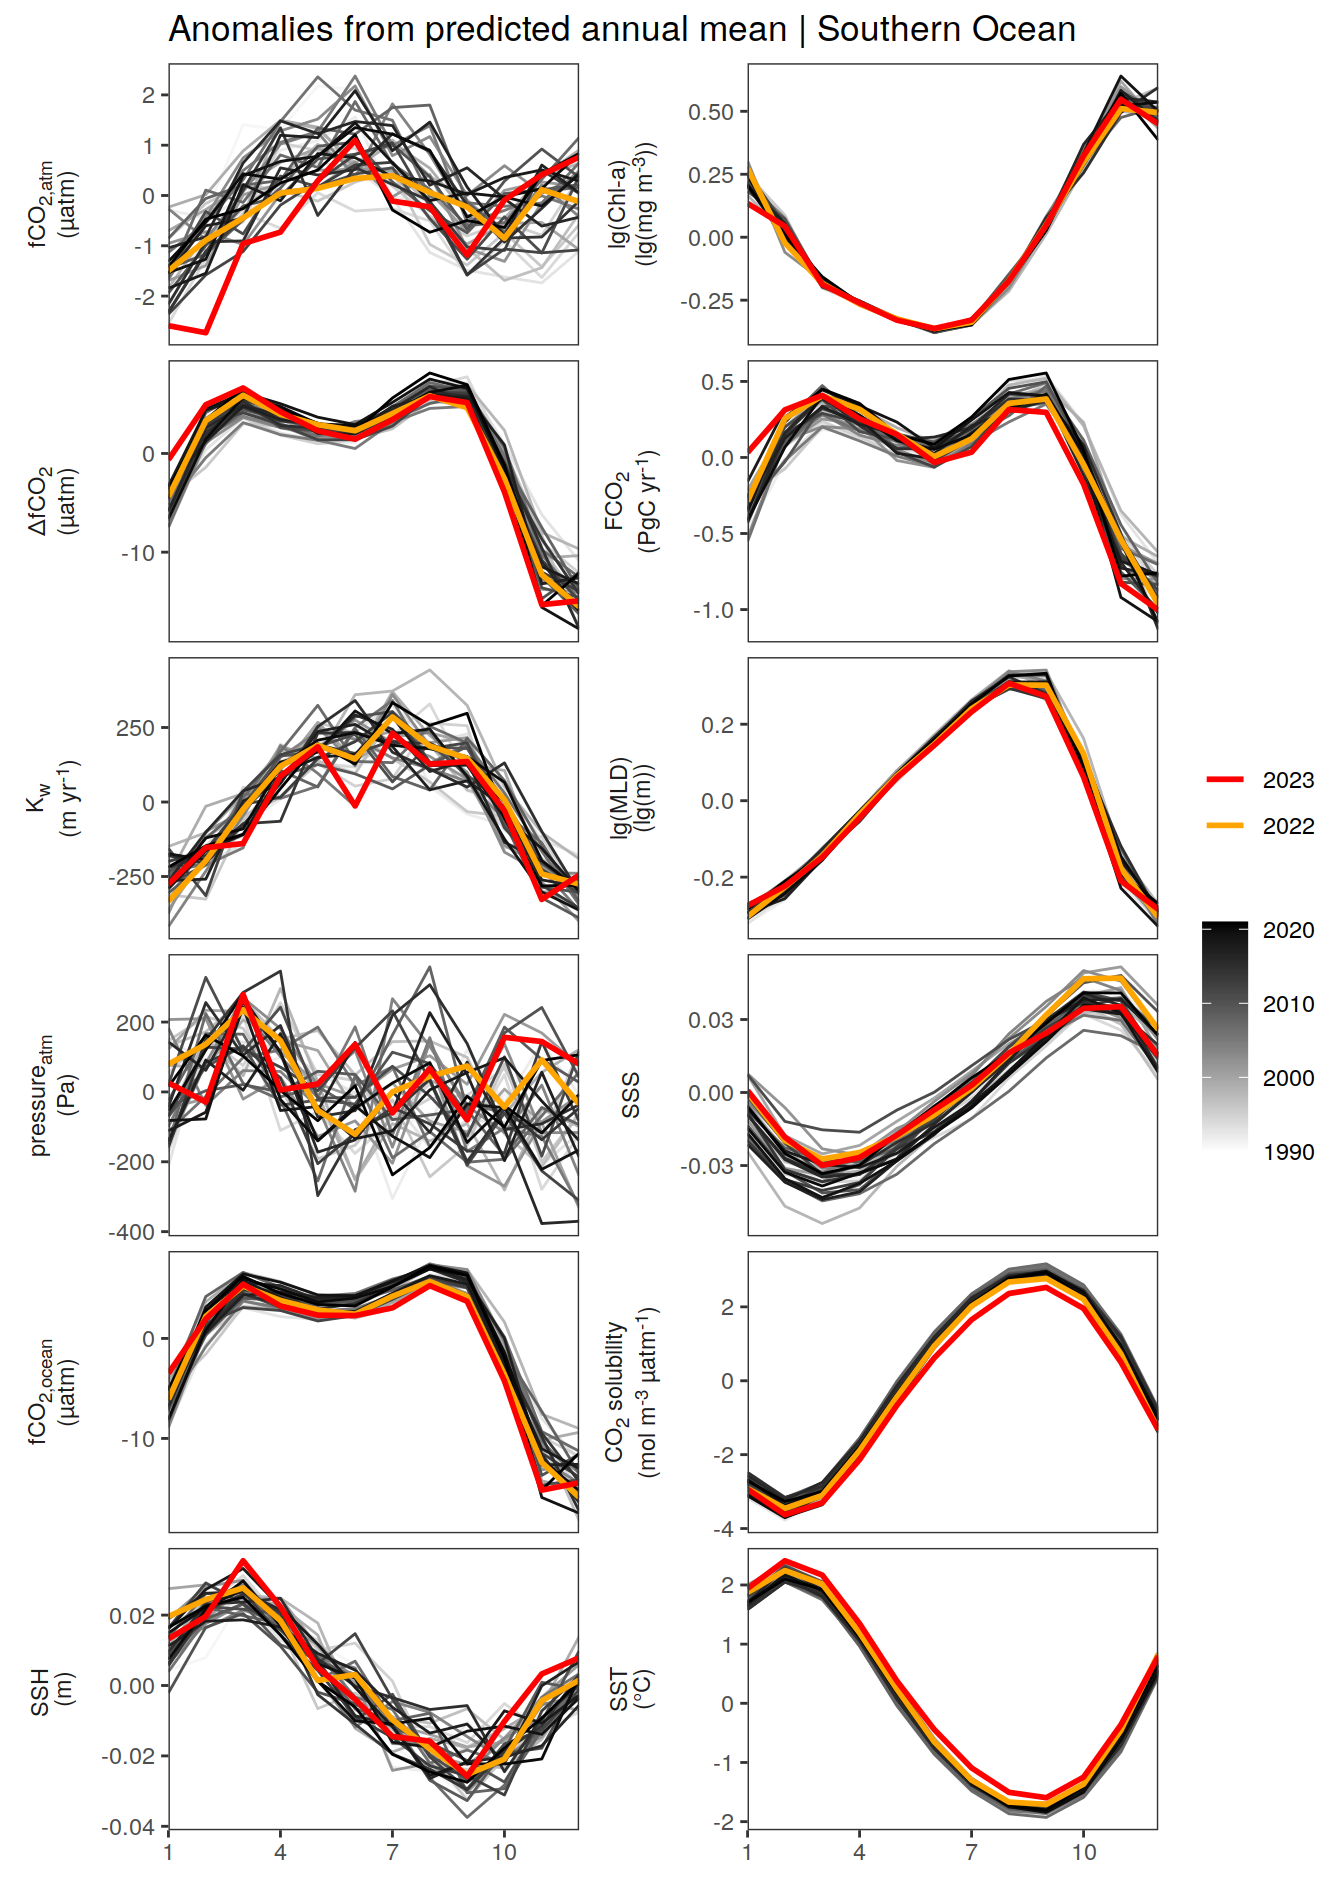 Anomalies from predicted annual mean | Southern Ocean
fCO2,atm
(µatm)
2
1
0
-1
-2
lg(Chl-a)
(lg(mg m-3))
0.50
0.25
0.00
-0.25
ΔfCO2
(µatm)
0
-10
FCO2
(PgC yr-1)
0.5
0.0
-0.5
-1.0
Kw
(m yr-1)
250
0
-250
lg(MLD)
(lg(m))
0.2
0.0
-0.2
pressureatm
(Pa)
200
0
-200
-400
SSS
0.03
0.00
-0.03
fCO2,ocean
(µatm)
0
-10
CO2 solubility
(mol m-3 µatm-1)
2
0
-2
-4
SSH
(m)
0.02
0.00
-0.02
-0.04
1 4 7 10
SST
(°C)
2
1
0
-1
-2
1 4 7 10
2023
2022
2020
2010
2000
1990